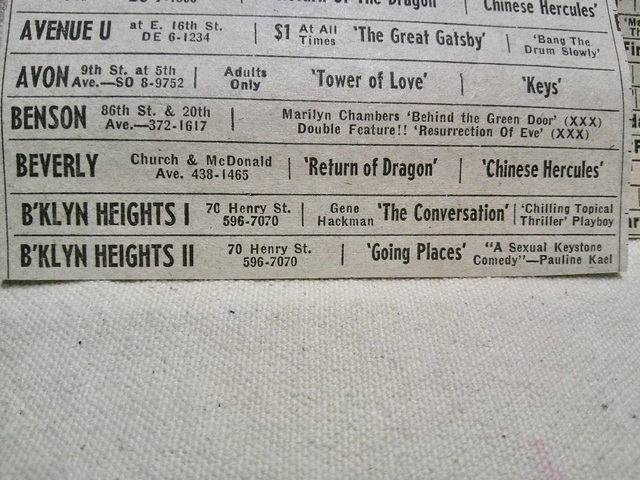 Return Of The Dragon' 'Chinese Hercules'
AVENUE U at E. 16th St. DE 6-1234 $1 At All Times 'The Great Gatsby' 'Bang The Drum Slowly'
AVON 9th St. at 5th Ave.—SO 8-9752 Adults Only 'Tower of Love' 'Keys'
BENSON 86th St. & 20th Ave.—372-1617 Marilyn Chambers 'Behind the Green Door' (XXX) Double Feature!! 'Resurrection Of Eve' (XXX)
BEVERLY Church & McDonald Ave. 438-1465 'Return of Dragon' 'Chinese Hercules'
B'KLYN HEIGHTS I 70 Henry St. 596-7070 Gene Hackman 'The Conversation' 'Chilling Topical Thriller' Playboy
B'KLYN HEIGHTS II 70 Henry St. 596-7070 'Going Places' "A Sexual Keystone Comedy"—Pauline Kael